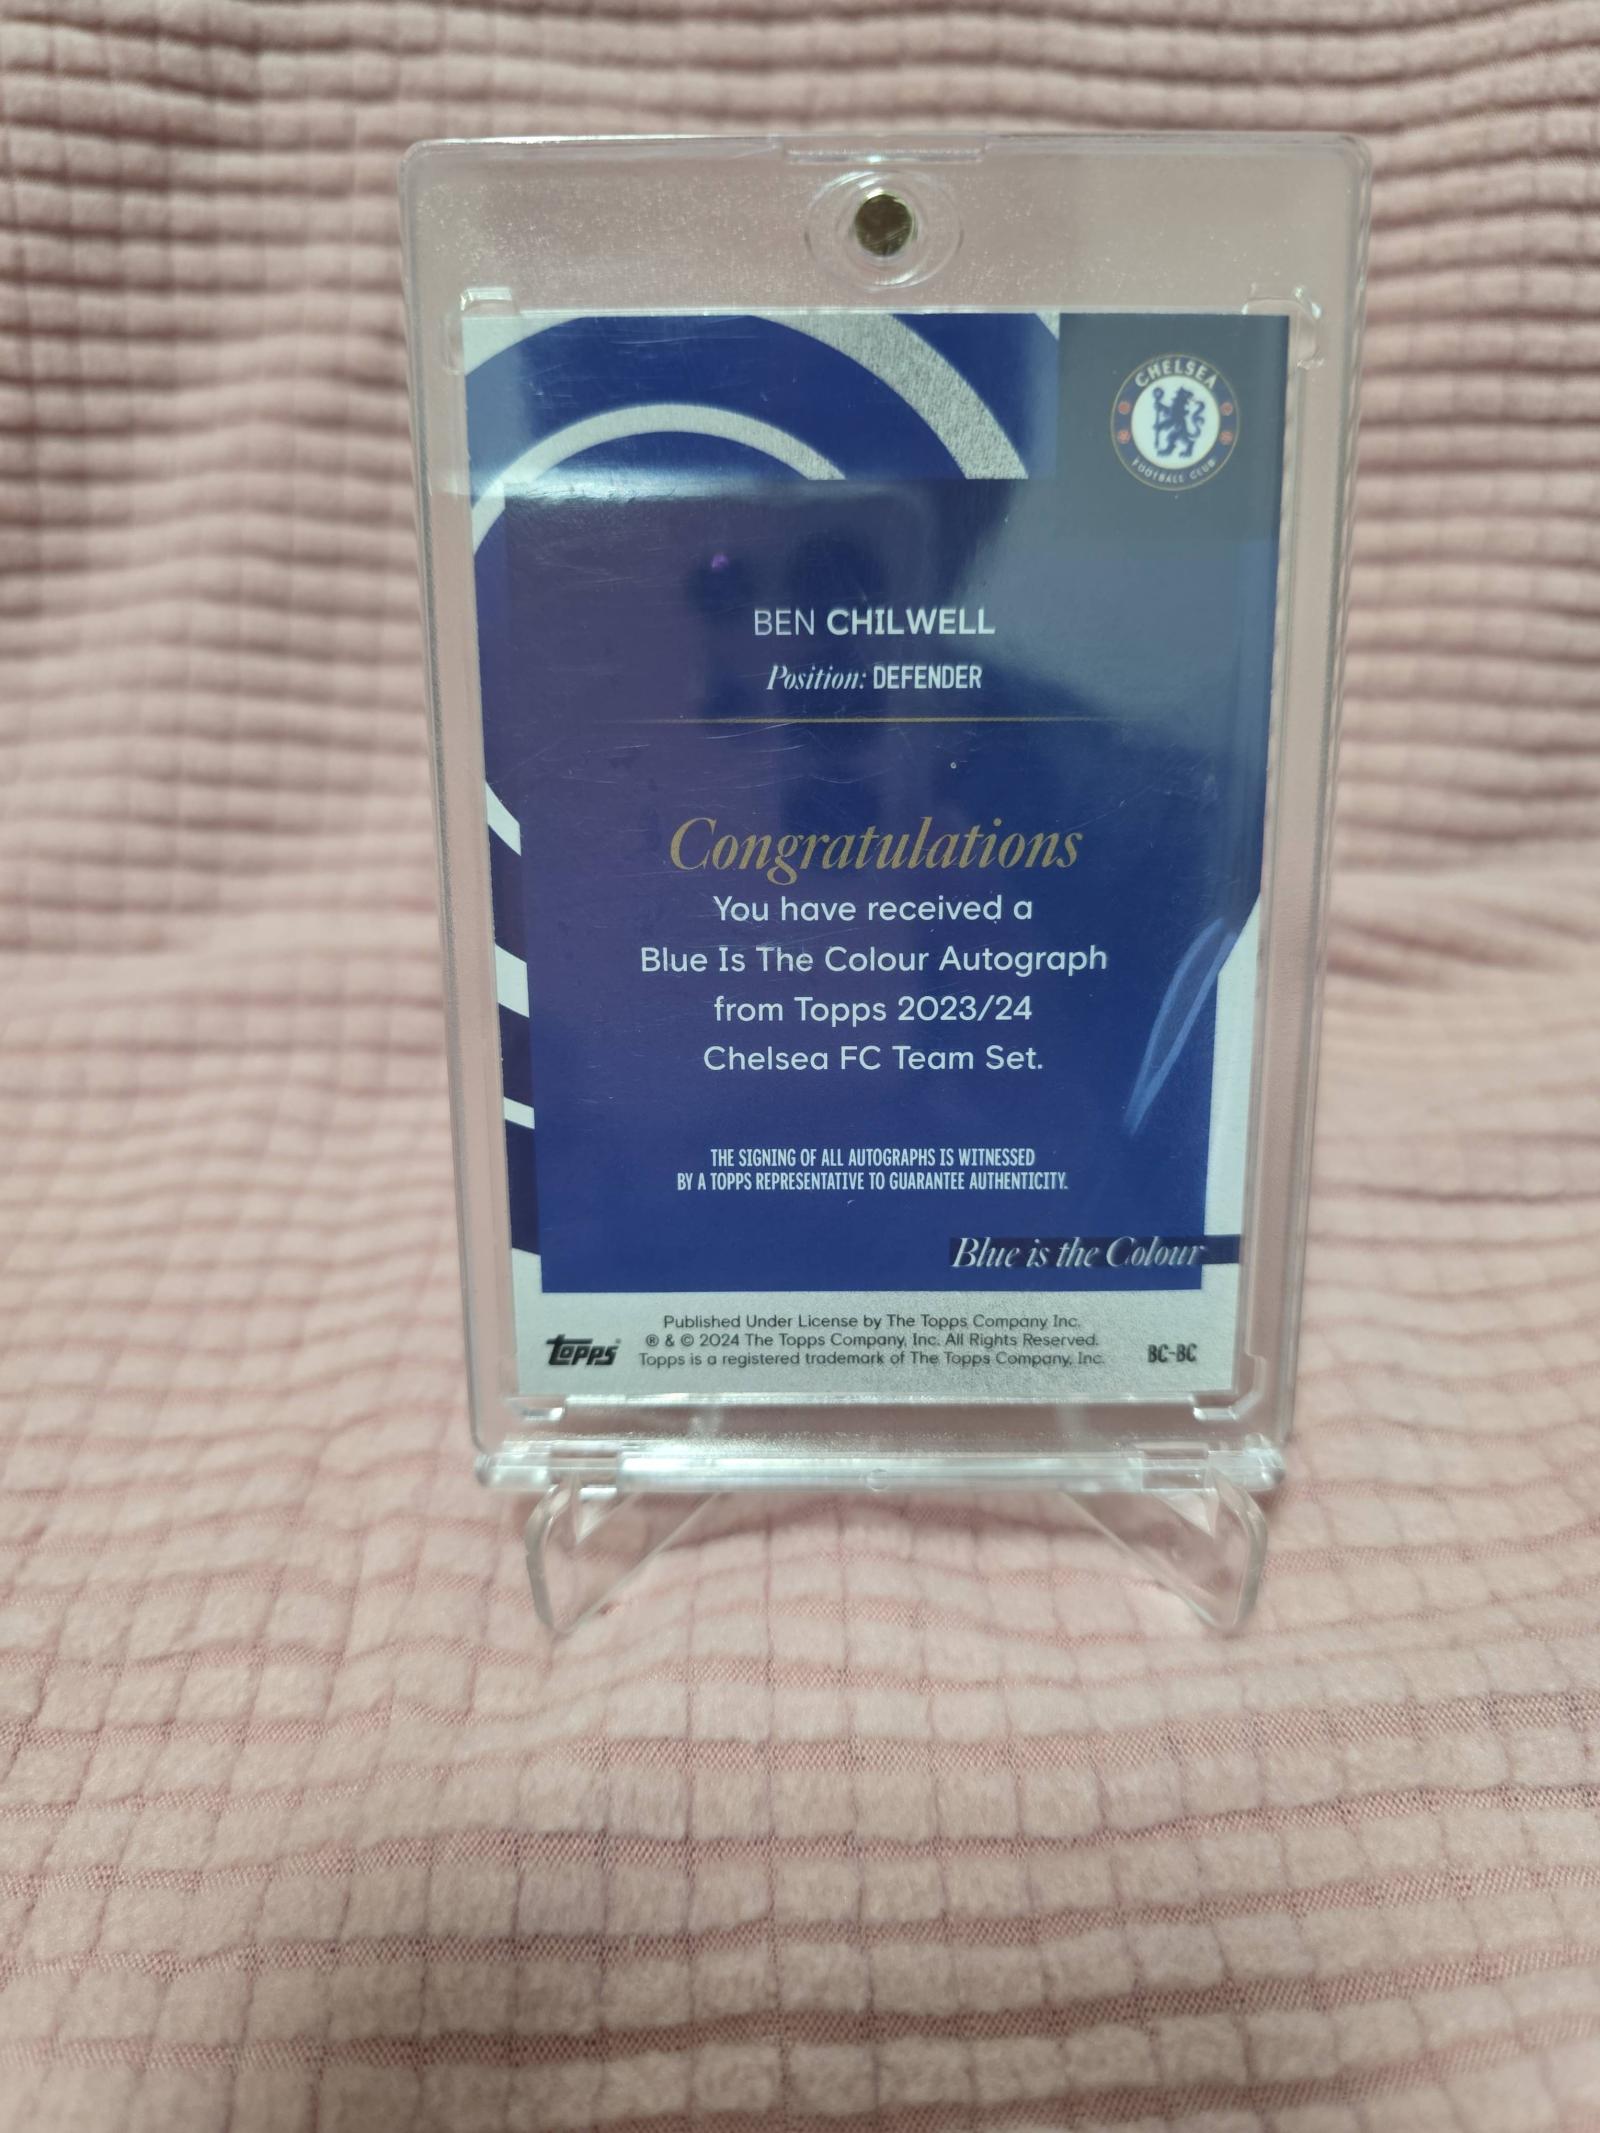 CHELSEA
FOOTBALL CLUB
BEN CHILWELL
Position: DEFENDER
Congratulations
You have received a
Blue Is The Colour Autograph
from Topps 2023/24
Chelsea FC Team Set.
THE SIGNING OF ALL AUTOGRAPHS IS WITNESSED
BY A TOPPS REPRESENTATIVE TO GUARANTEE AUTHENTICITY.
Blue is the Colour
Published Under License by The Topps Company Inc.
® & © 2024 The Topps Company, Inc. All Rights Reserved.
Topps is a registered trademark of The Topps Company, Inc.
Topps®
BC-BC